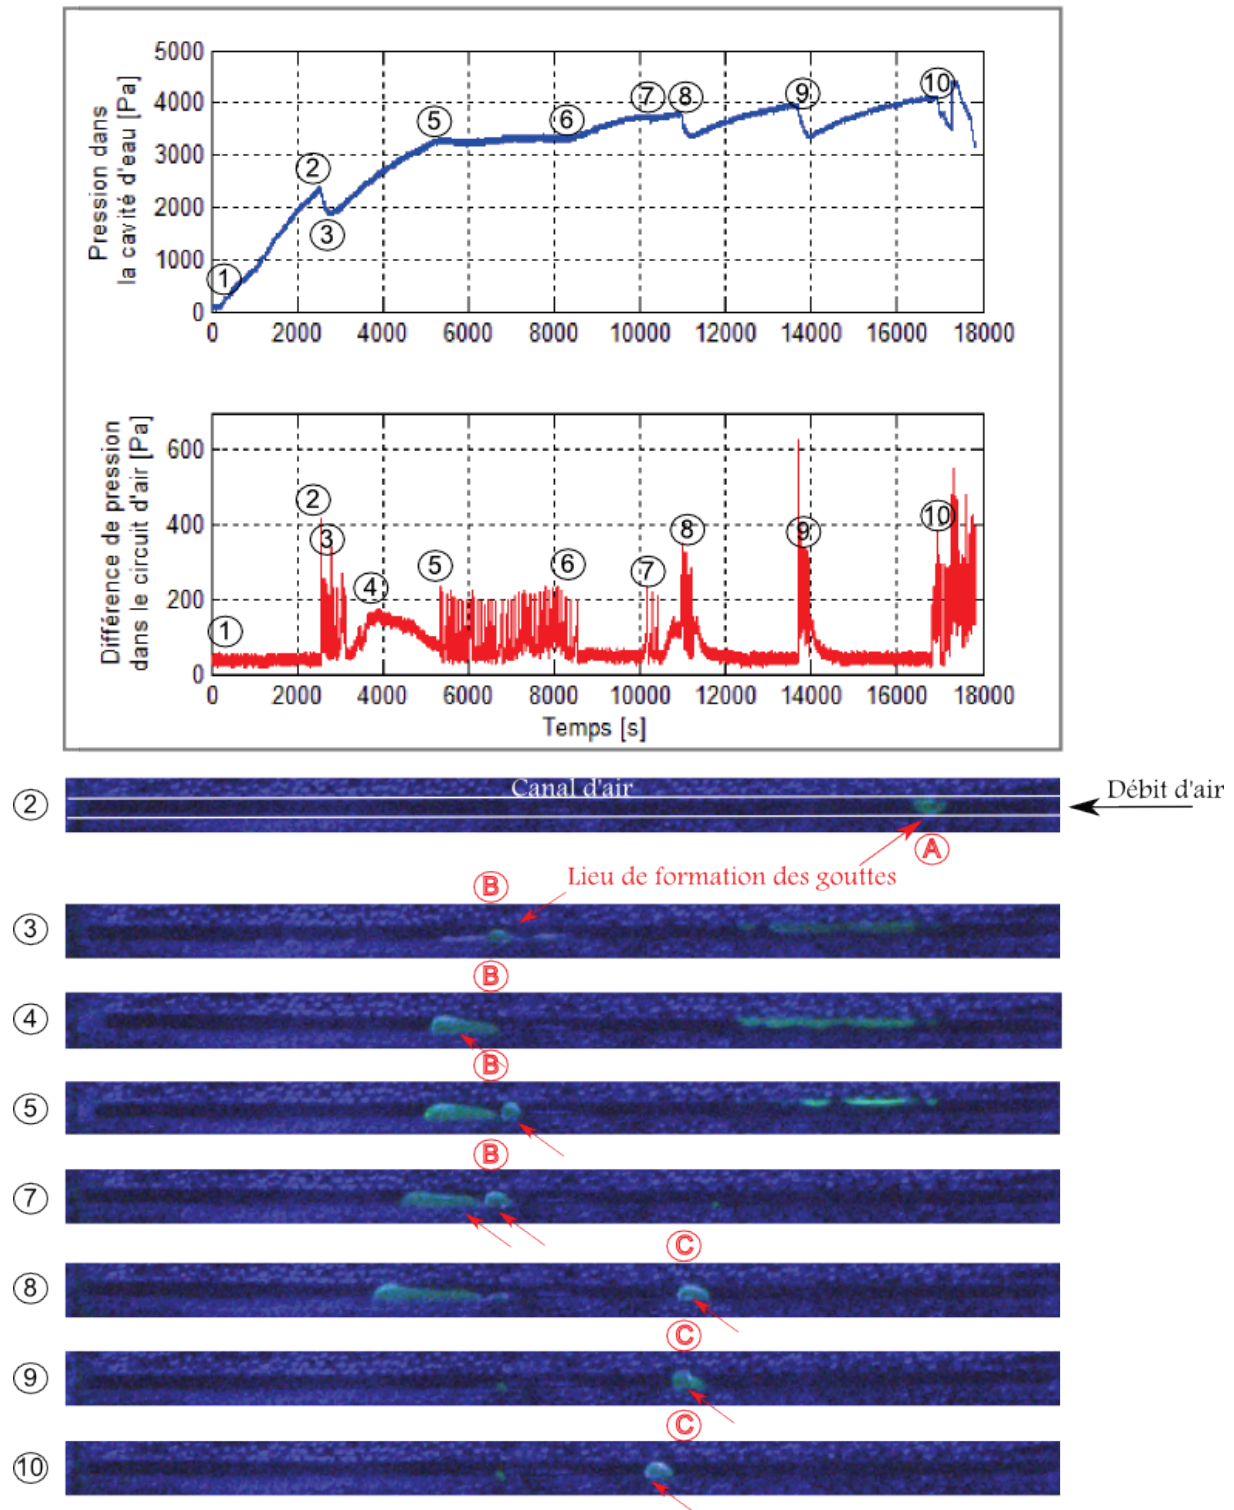 5000
4000
3000
2000
1000
0
Pression dans
la cavité d'eau [Pa]
1
2
3
5
6
7
8
9
10
0 2000 4000 6000 8000 10000 12000 14000 16000 18000
600
400
200
0
Différence de pression
dans le circuit d'air [Pa]
1
2
3
4
5
6
7
8
9
10
0 2000 4000 6000 8000 10000 12000 14000 16000 18000
Temps [s]
2
Canal d'air
Débit d'air
A
Lieu de formation des gouttes
B
3
B
4
B
5
B
7
C
8
C
9
C
10